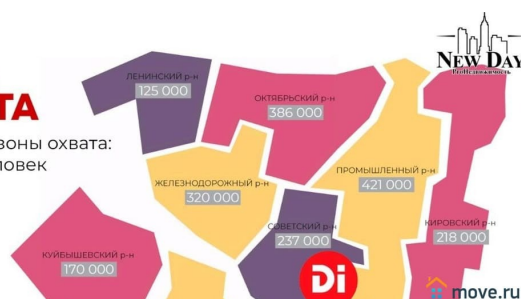 NEW DAY
ProНедвижимость
ЛЕНИНСКИЙ р-н
125 000
ТА
ОКТЯБРЬСКИЙ р-н
386 000
зоны охвата:
ловек
ПРОМЫШЛЕННЫЙ р-н
421 000
ЖЕЛЕЗНОДОРОЖНЫЙ р-н
320 000
СОВЕТСКИЙ р-н
237 000
КИРОВСКИЙ р-н
218 000
КУЙБЫШЕВСКИЙ р-н
170 000
Di
move.ru